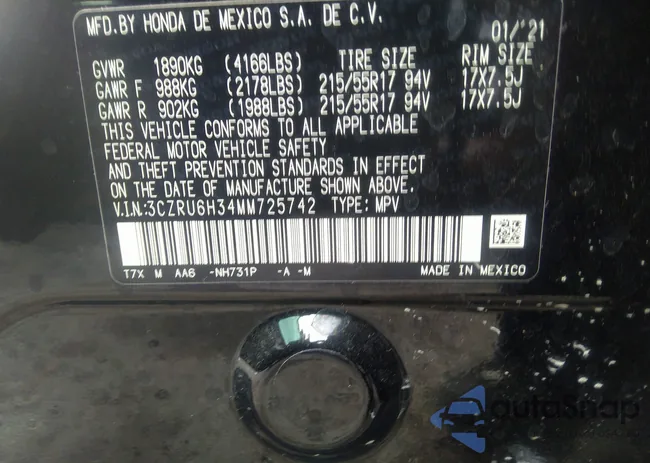 MFD.BY HONDA DE MEXICO S.A. DE C.V. 01/'21
GVWR 1890KG (4166LBS) TIRE SIZE RIM SIZE
GAWR F 988KG (2178LBS) 215/55R17 94V 17X7.5J
GAWR R 902KG (1988LBS) 215/55R17 94V 17X7.5J
THIS VEHICLE CONFORMS TO ALL APPLICABLE
FEDERAL MOTOR VEHICLE SAFETY
AND THEFT PREVENTION STANDARDS IN EFFECT
ON THE DATE OF MANUFACTURE SHOWN ABOVE.
V.I.N.:3CZRU6H34MM725742 TYPE:MPV
T7X M AA6 -NH731P -A -M MADE IN MEXICO
autoSnap